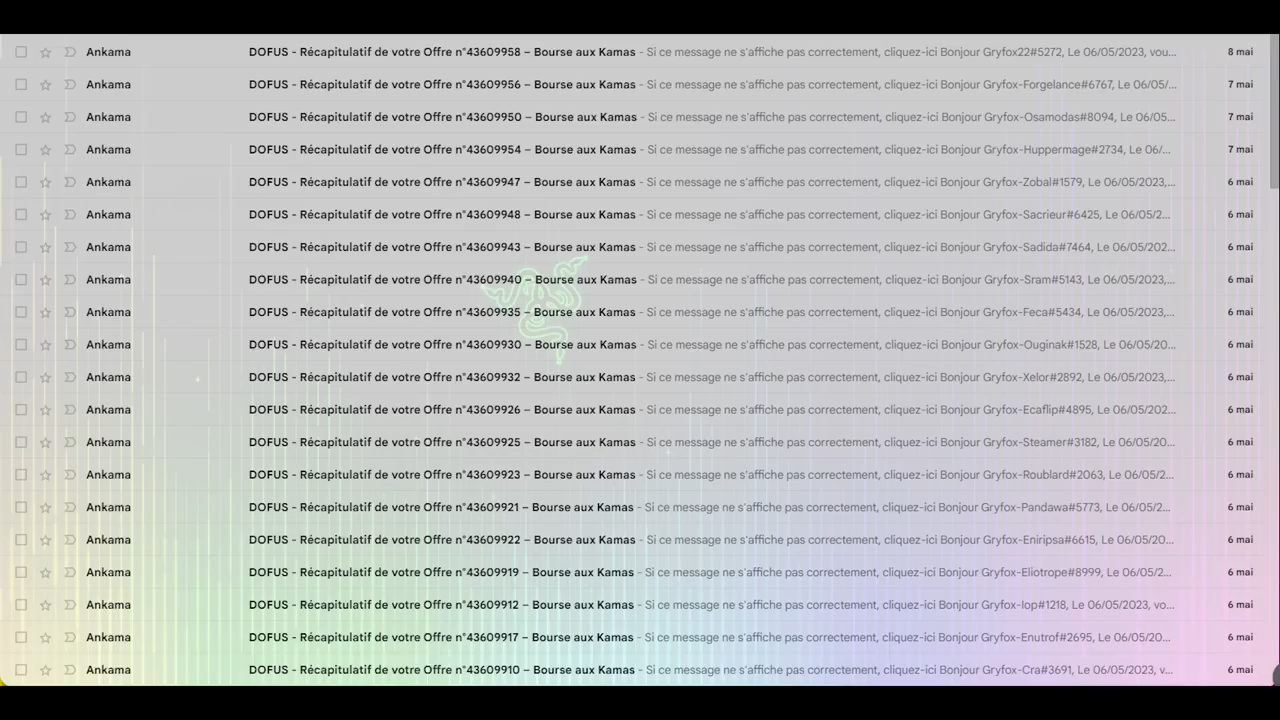 Ankama DOFUS - Récapitulatif de votre Offre n°43609958 – Bourse aux Kamas - Si ce message ne s'affiche pas correctement, cliquez-ici Bonjour Gryfox22#5272, Le 06/05/2023, vou... 8 mai
Ankama DOFUS - Récapitulatif de votre Offre n°43609956 – Bourse aux Kamas - Si ce message ne s'affiche pas correctement, cliquez-ici Bonjour Gryfox-Forgelance#6767, Le 06/05/... 7 mai
Ankama DOFUS - Récapitulatif de votre Offre n°43609950 – Bourse aux Kamas - Si ce message ne s'affiche pas correctement, cliquez-ici Bonjour Gryfox-Osamodas#8094, Le 06/05... 7 mai
Ankama DOFUS - Récapitulatif de votre Offre n°43609954 – Bourse aux Kamas - Si ce message ne s'affiche pas correctement, cliquez-ici Bonjour Gryfox-Huppermage#2734, Le 06/... 7 mai
Ankama DOFUS - Récapitulatif de votre Offre n°43609947 – Bourse aux Kamas - Si ce message ne s'affiche pas correctement, cliquez-ici Bonjour Gryfox-Zobal#1579, Le 06/05/2023,... 6 mai
Ankama DOFUS - Récapitulatif de votre Offre n°43609948 – Bourse aux Kamas - Si ce message ne s'affiche pas correctement, cliquez-ici Bonjour Gryfox-Sacrieur#6425, Le 06/05/2... 6 mai
Ankama DOFUS - Récapitulatif de votre Offre n°43609943 – Bourse aux Kamas - Si ce message ne s'affiche pas correctement, cliquez-ici Bonjour Gryfox-Sadida#7464, Le 06/05/202... 6 mai
Ankama DOFUS - Récapitulatif de votre Offre n°43609940 – Bourse aux Kamas - Si ce message ne s'affiche pas correctement, cliquez-ici Bonjour Gryfox-Sram#5143, Le 06/05/2023,... 6 mai
Ankama DOFUS - Récapitulatif de votre Offre n°43609935 – Bourse aux Kamas - Si ce message ne s'affiche pas correctement, cliquez-ici Bonjour Gryfox-Feca#5434, Le 06/05/2023,... 6 mai
Ankama DOFUS - Récapitulatif de votre Offre n°43609930 – Bourse aux Kamas - Si ce message ne s'affiche pas correctement, cliquez-ici Bonjour Gryfox-Ouginak#1528, Le 06/05/20... 6 mai
Ankama DOFUS - Récapitulatif de votre Offre n°43609932 – Bourse aux Kamas - Si ce message ne s'affiche pas correctement, cliquez-ici Bonjour Gryfox-Xelor#2892, Le 06/05/2023,... 6 mai
Ankama DOFUS - Récapitulatif de votre Offre n°43609926 – Bourse aux Kamas - Si ce message ne s'affiche pas correctement, cliquez-ici Bonjour Gryfox-Ecaflip#4895, Le 06/05/202... 6 mai
Ankama DOFUS - Récapitulatif de votre Offre n°43609925 – Bourse aux Kamas - Si ce message ne s'affiche pas correctement, cliquez-ici Bonjour Gryfox-Steamer#3182, Le 06/05/20... 6 mai
Ankama DOFUS - Récapitulatif de votre Offre n°43609923 – Bourse aux Kamas - Si ce message ne s'affiche pas correctement, cliquez-ici Bonjour Gryfox-Roublard#2063, Le 06/05/2... 6 mai
Ankama DOFUS - Récapitulatif de votre Offre n°43609921 – Bourse aux Kamas - Si ce message ne s'affiche pas correctement, cliquez-ici Bonjour Gryfox-Pandawa#5773, Le 06/05/2... 6 mai
Ankama DOFUS - Récapitulatif de votre Offre n°43609922 – Bourse aux Kamas - Si ce message ne s'affiche pas correctement, cliquez-ici Bonjour Gryfox-Eniripsa#6615, Le 06/05/20... 6 mai
Ankama DOFUS - Récapitulatif de votre Offre n°43609919 – Bourse aux Kamas - Si ce message ne s'affiche pas correctement, cliquez-ici Bonjour Gryfox-Eliotrope#8999, Le 06/05/2... 6 mai
Ankama DOFUS - Récapitulatif de votre Offre n°43609912 – Bourse aux Kamas - Si ce message ne s'affiche pas correctement, cliquez-ici Bonjour Gryfox-Iop#1218, Le 06/05/2023, vo... 6 mai
Ankama DOFUS - Récapitulatif de votre Offre n°43609917 – Bourse aux Kamas - Si ce message ne s'affiche pas correctement, cliquez-ici Bonjour Gryfox-Enutrof#2695, Le 06/05/20... 6 mai
Ankama DOFUS - Récapitulatif de votre Offre n°43609910 – Bourse aux Kamas - Si ce message ne s'affiche pas correctement, cliquez-ici Bonjour Gryfox-Cra#3691, Le 06/05/2023, v... 6 mai